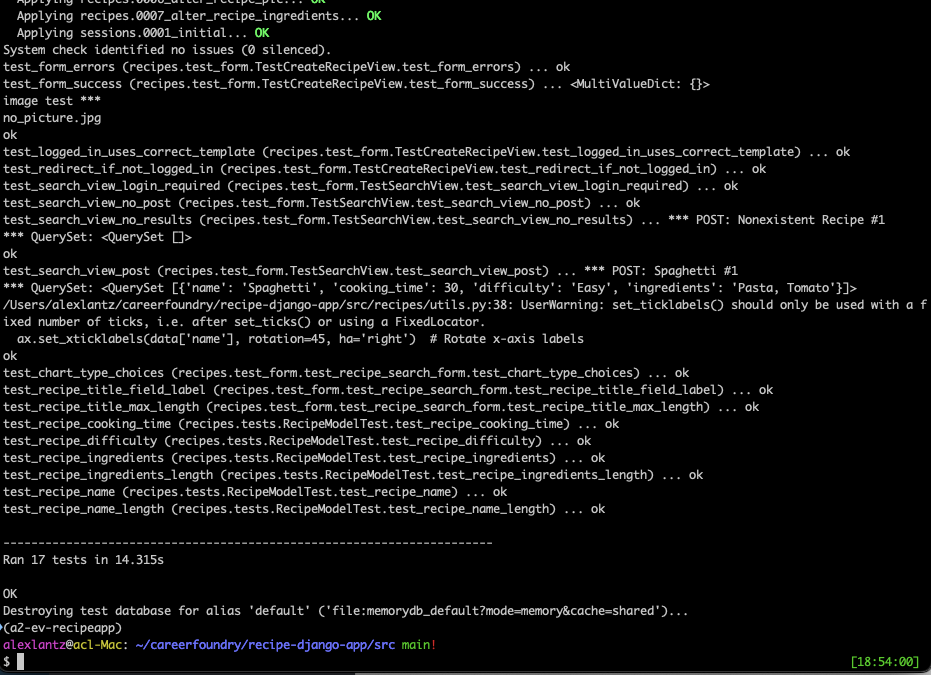 Applying recipes.0006_alter_recipe_pic... OK
Applying recipes.0007_alter_recipe_ingredients... OK
Applying sessions.0001_initial... OK
System check identified no issues (0 silenced).
test_form_errors (recipes.test_form.TestCreateRecipeView.test_form_errors) ... ok
test_form_success (recipes.test_form.TestCreateRecipeView.test_form_success) ... <MultiValueDict: {}>
image test ***
no_picture.jpg
ok
test_logged_in_uses_correct_template (recipes.test_form.TestCreateRecipeView.test_logged_in_uses_correct_template) ... ok
test_redirect_if_not_logged_in (recipes.test_form.TestCreateRecipeView.test_redirect_if_not_logged_in) ... ok
test_search_view_login_required (recipes.test_form.TestSearchView.test_search_view_login_required) ... ok
test_search_view_no_post (recipes.test_form.TestSearchView.test_search_view_no_post) ... ok
test_search_view_no_results (recipes.test_form.TestSearchView.test_search_view_no_results) ... *** POST: Nonexistent Recipe #1
*** QuerySet: <QuerySet []>
ok
test_search_view_post (recipes.test_form.TestSearchView.test_search_view_post) ... *** POST: Spaghetti #1
*** QuerySet: <QuerySet [{'name': 'Spaghetti', 'cooking_time': 30, 'difficulty': 'Easy', 'ingredients': 'Pasta, Tomato'}]>
/Users/alexlantz/careerfoundry/recipe-django-app/src/recipes/utils.py:38: UserWarning: set_ticklabels() should only be used with a f
ixed number of ticks, i.e. after set_ticks() or using a FixedLocator.
ax.set_xticklabels(data['name'], rotation=45, ha='right')  # Rotate x-axis labels
ok
test_chart_type_choices (recipes.test_form.test_recipe_search_form.test_chart_type_choices) ... ok
test_recipe_title_field_label (recipes.test_form.test_recipe_search_form.test_recipe_title_field_label) ... ok
test_recipe_title_max_length (recipes.test_form.test_recipe_search_form.test_recipe_title_max_length) ... ok
test_recipe_cooking_time (recipes.tests.RecipeModelTest.test_recipe_cooking_time) ... ok
test_recipe_difficulty (recipes.tests.RecipeModelTest.test_recipe_difficulty) ... ok
test_recipe_ingredients (recipes.tests.RecipeModelTest.test_recipe_ingredients) ... ok
test_recipe_ingredients_length (recipes.tests.RecipeModelTest.test_recipe_ingredients_length) ... ok
test_recipe_name (recipes.tests.RecipeModelTest.test_recipe_name) ... ok
test_recipe_name_length (recipes.tests.RecipeModelTest.test_recipe_name_length) ... ok
----------------------------------------------------------------------
Ran 17 tests in 14.315s
OK
Destroying test database for alias 'default' ('file:memorydb_default?mode=memory&cache=shared')...
(a2-ev-recipeapp)
alexlantz@acl-Mac: ~/careerfoundry/recipe-django-app/src main!
$ [18:54:00]